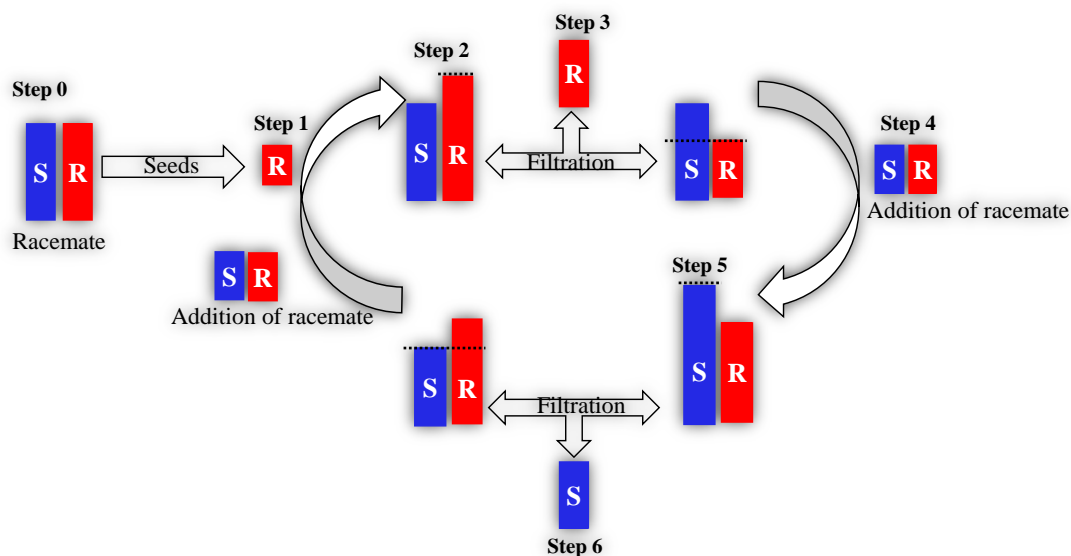 Step 0
S R
Racemate
Seeds
Step 1
R
Step 2
S R
Step 3
R
Filtration
S R
Step 4
S R
Addition of racemate
S R
Addition of racemate
Step 5
S R
S R
Filtration
S
Step 6